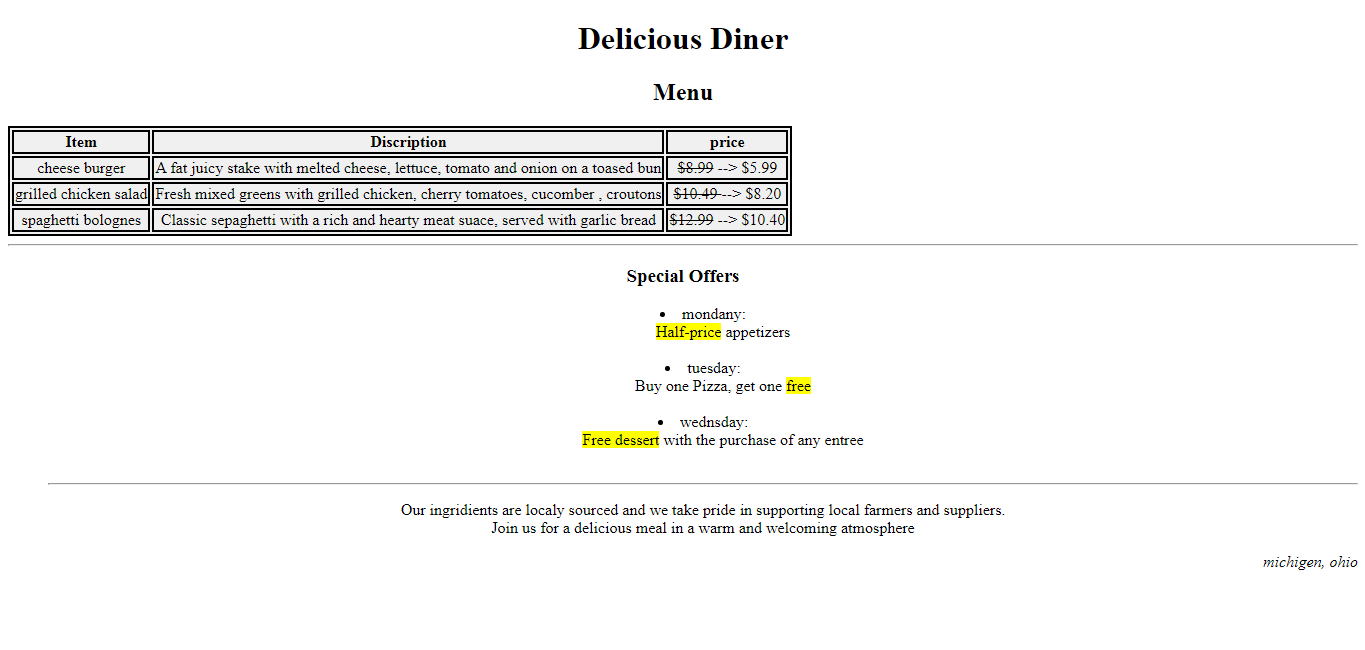 Delicious Diner
Menu
Item Discription price
cheese burger A fat juicy stake with melted cheese, lettuce, tomato and onion on a toased bun $8.99 --> $5.99
grilled chicken salad Fresh mixed greens with grilled chicken, cherry tomatoes, cucomber , croutons $10.49 --> $8.20
spaghetti bolognes Classic sepaghetti with a rich and hearty meat suace, served with garlic bread $12.99 --> $10.40
Special Offers
• mondany:
Half-price appetizers
• tuesday:
Buy one Pizza, get one free
• wednsday:
Free dessert with the purchase of any entree
Our ingridients are localy sourced and we take pride in supporting local farmers and suppliers.
Join us for a delicious meal in a warm and welcoming atmosphere
michigen, ohio